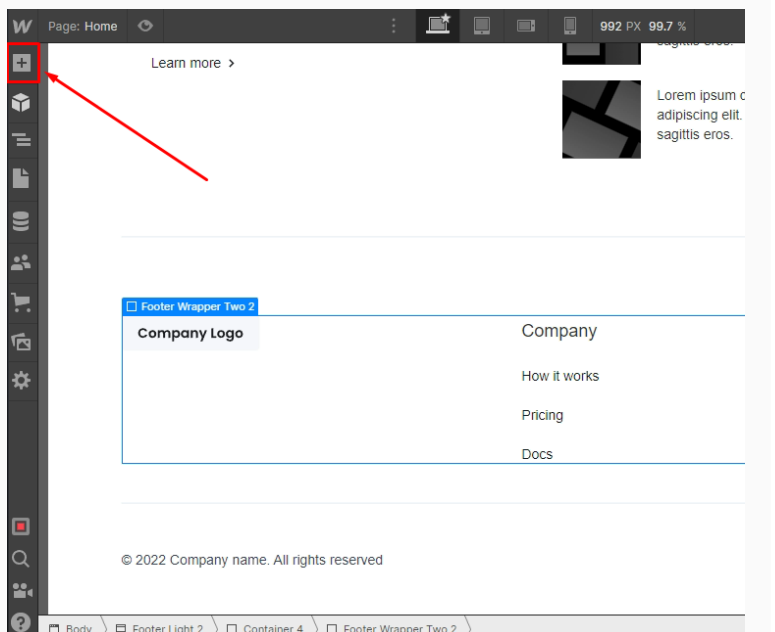 W Page: Home 992 PX 99.7 %
Learn more
sagittis eros.
Lorem ipsum
adipiscing elit.
sagittis eros.
Footer Wrapper Two 2
Company Logo
Company
How it works
Pricing
Docs
© 2022 Company name. All rights reserved
Body Footer Light 2 Container 4 Footer Wrapper Two 2